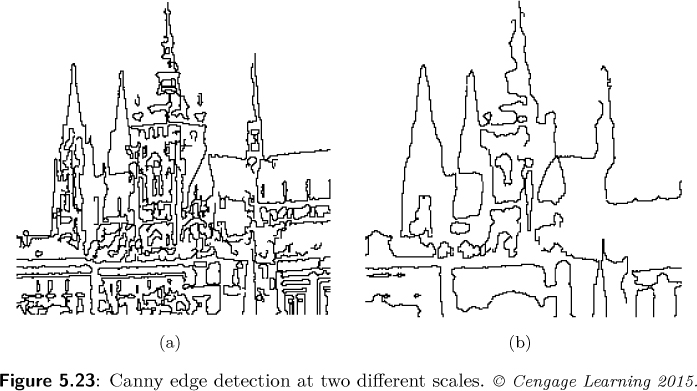 (a) (b)
Figure 5.23: Canny edge detection at two different scales. © Cengage Learning 2015.